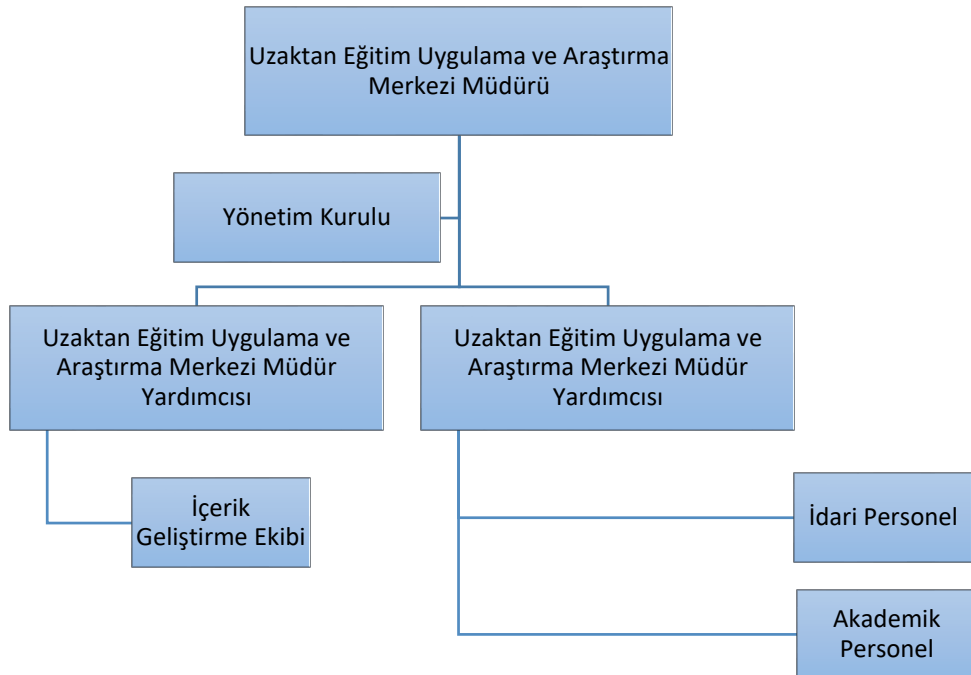 Uzaktan Eğitim Uygulama ve Araştırma
Merkezi Müdürü
Yönetim Kurulu
Uzaktan Eğitim Uygulama ve
Araştırma Merkezi Müdür
Yardımcısı
Uzaktan Eğitim Uygulama ve
Araştırma Merkezi Müdür
Yardımcısı
İçerik
Geliştirme Ekibi
İdari Personel
Akademik
Personel